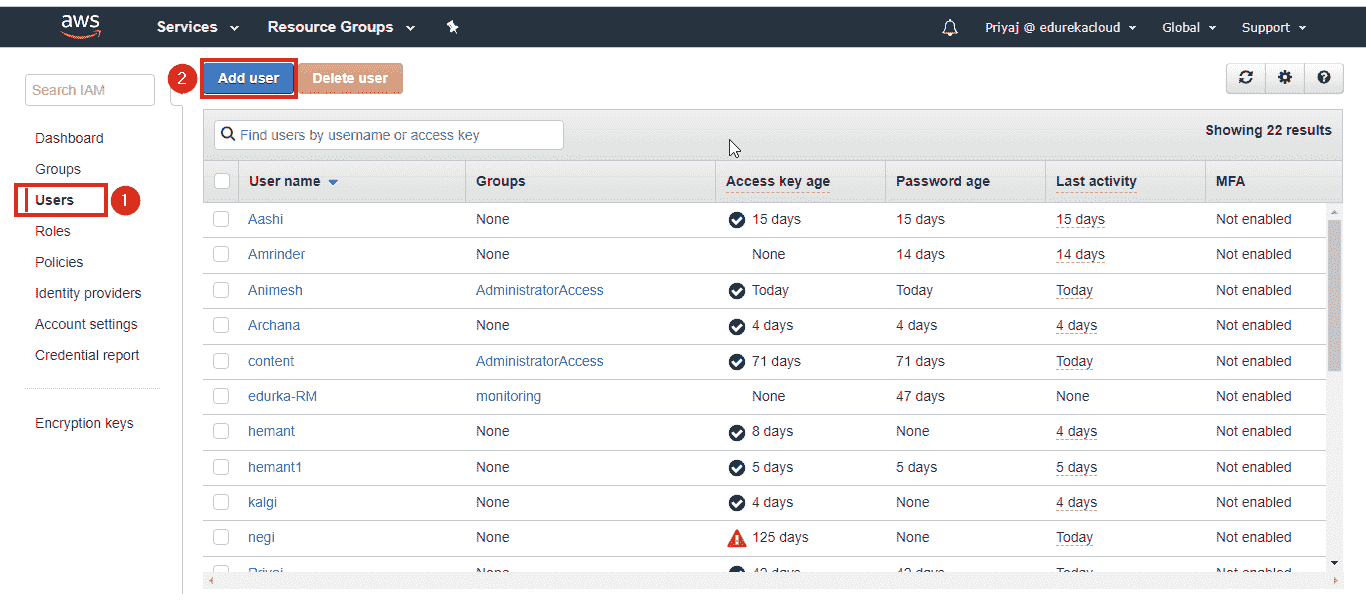 aws Services Resource Groups Priyaj @ edurekacloud Global Support
2 Add user Delete user
Search IAM
Dashboard
Groups
Users 1
Roles
Policies
Identity providers
Account settings
Credential report
Encryption keys
Find users by username or access key Showing 22 results
User name Groups Access key age Password age Last activity MFA
Aashi None 15 days 15 days 15 days Not enabled
Amrinder None None 14 days 14 days Not enabled
Animesh AdministratorAccess Today Today Today Not enabled
Archana None 4 days 4 days 4 days Not enabled
content AdministratorAccess 71 days 71 days Today Not enabled
edurka-RM monitoring None 47 days None Not enabled
hemant None 8 days None 4 days Not enabled
hemant1 None 5 days 5 days 5 days Not enabled
kalgi None 4 days None 4 days Not enabled
negi None 125 days None Today Not enabled
Priyaj None days days Today Not enabled